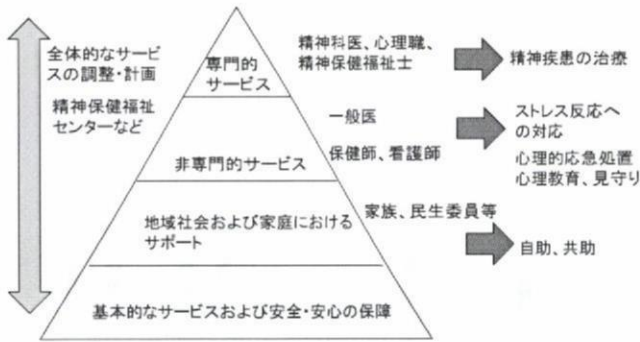 全体的なサービ
スの調整・計画
精神保健福祉
センターなど
専門的
サービス
精神科医、心理職、
精神保健福祉士
精神疾患の治療
非専門的サービス
一般医
保健師、看護師
ストレス反応へ
の対応
心理的応急処置
心理教育、見守り
地域社会および家庭における
サポート
家族、民生委員等
自助、共助
基本的なサービスおよび安全・安心の保障